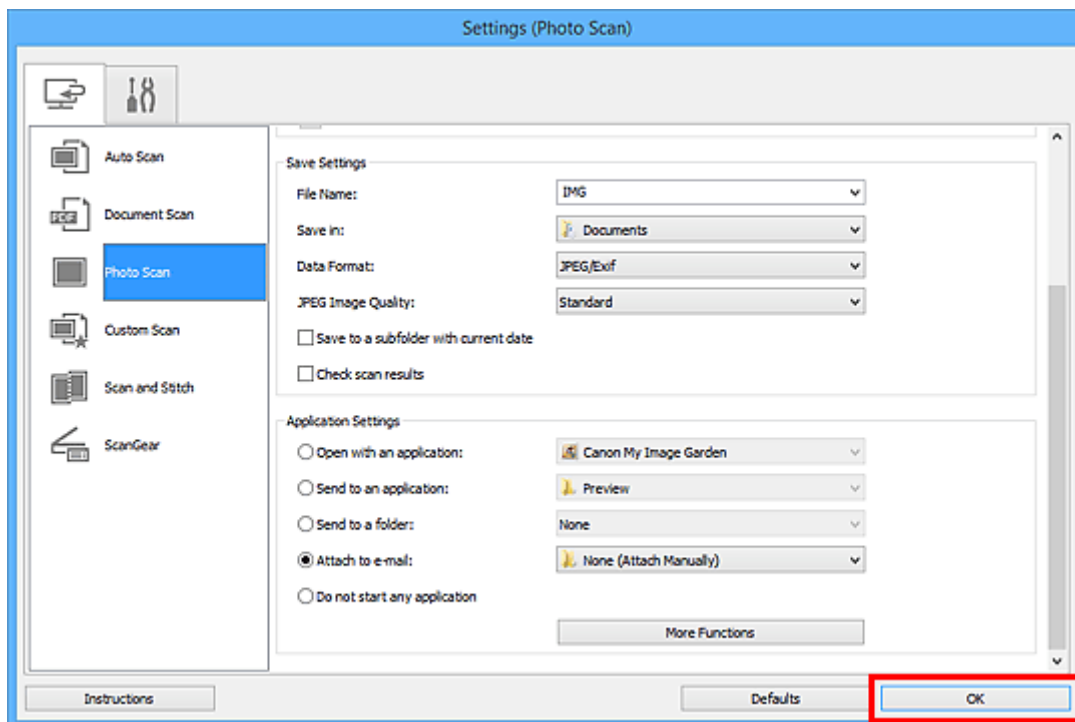 Settings (Photo Scan)
Auto Scan
PDF
Document Scan
Photo Scan
Custom Scan
Scan and Stitch
ScanGear
Save Settings
File Name: IMG
Save in: Documents
Data Format: JPEG/Exif
JPEG Image Quality: Standard
Save to a subfolder with current date
Check scan results
Application Settings
Open with an application: Canon My Image Garden
Send to an application: Preview
Send to a folder: None
Attach to e-mail: None (Attach Manually)
Do not start any application
More Functions
Instructions Defaults OK